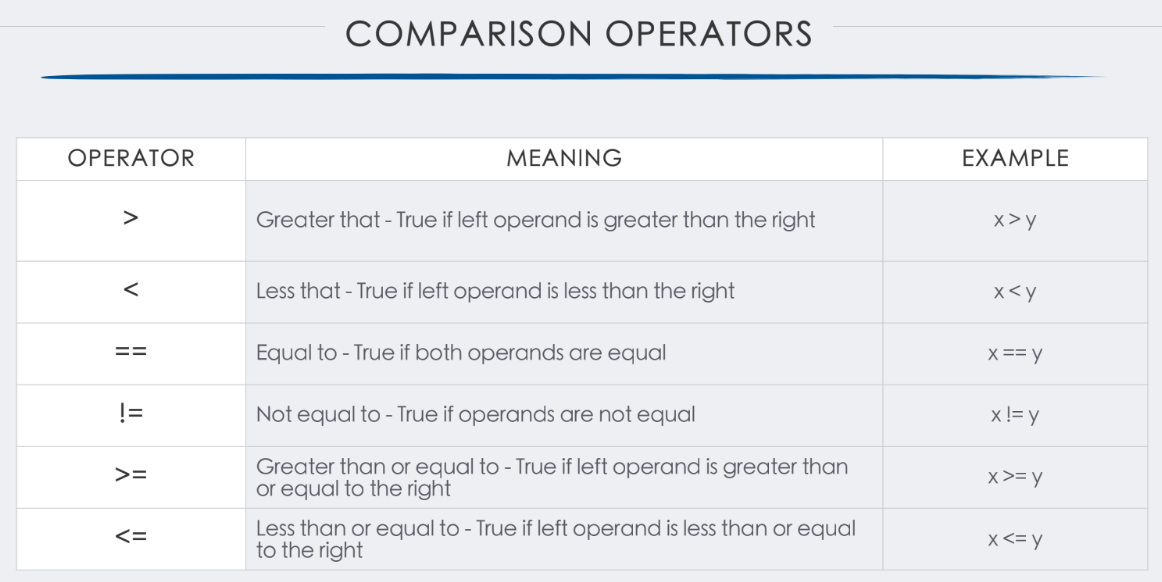 COMPARISON OPERATORS
OPERATOR MEANING EXAMPLE
> Greater that - True if left operand is greater than the right x > y
< Less that - True if left operand is less than the right x < y
== Equal to - True if both operands are equal x == y
!= Not equal to - True if operands are not equal x != y
>= Greater than or equal to - True if left operand is greater than
or equal to the right x >= y
<= Less than or equal to - True if left operand is less than or equal
to the right x <= y